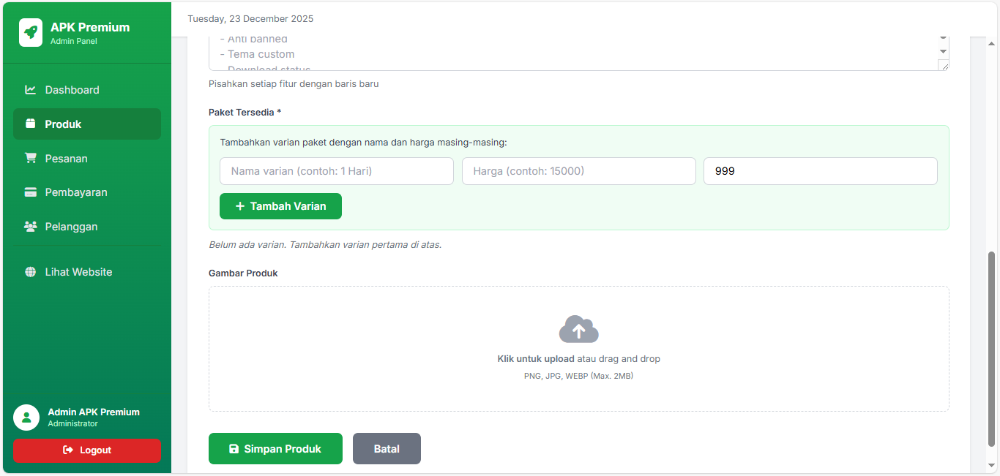 APK Premium
Admin Panel
Dashboard
Produk
Pesanan
Pembayaran
Pelanggan
Lihat Website
Admin APK Premium
Administrator
Logout
Tuesday, 23 December 2025
- Anti banned
- Tema custom
- Download status
Pisahkan setiap fitur dengan baris baru
Paket Tersedia *
Tambahkan varian paket dengan nama dan harga masing-masing:
Nama varian (contoh: 1 Hari)
Harga (contoh: 15000)
999
+ Tambah Varian
Belum ada varian. Tambahkan varian pertama di atas.
Gambar Produk
Klik untuk upload atau drag and drop
PNG, JPG, WEBP (Max. 2MB)
Simpan Produk
Batal